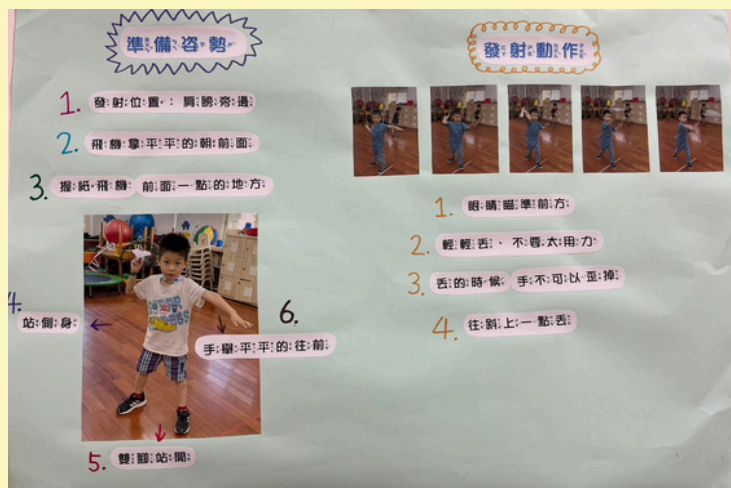 準備姿勢
1. 發射位置：肩膀旁邊
2. 飛機拿平平的朝前面
3. 握紙飛機 前面一點的地方
4. 站側身
5. 雙腳站開
6. 手舉平平的往前
發射動作
1. 眼睛瞄準前方
2. 輕輕丟、不要太用力
3. 丟的時候 手不可以歪掉
4. 往斜上一點丟